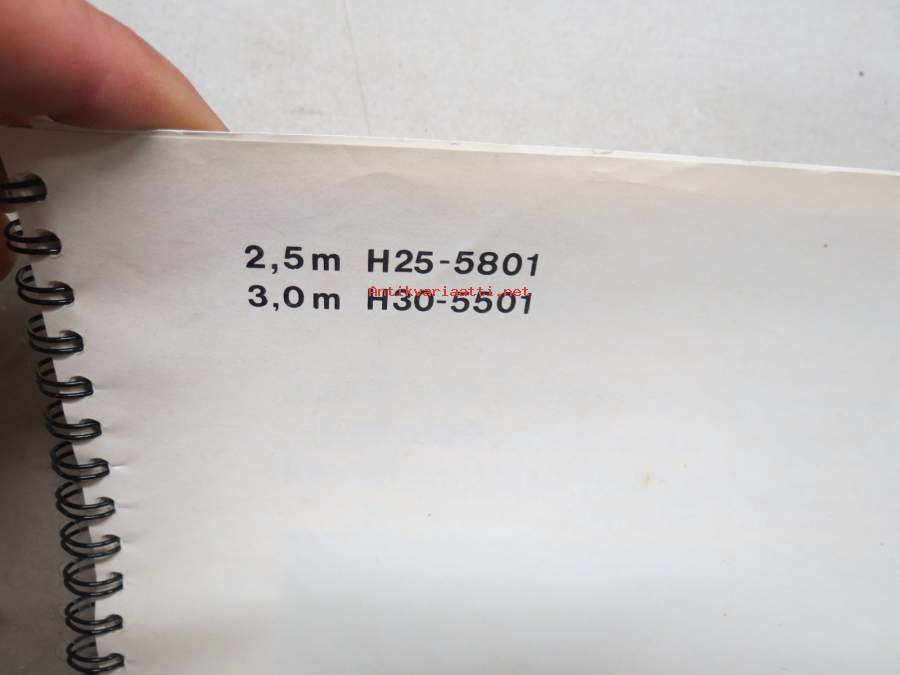 2,5m H25-5801
Antikvariaatti.net
3,0m H30-5501